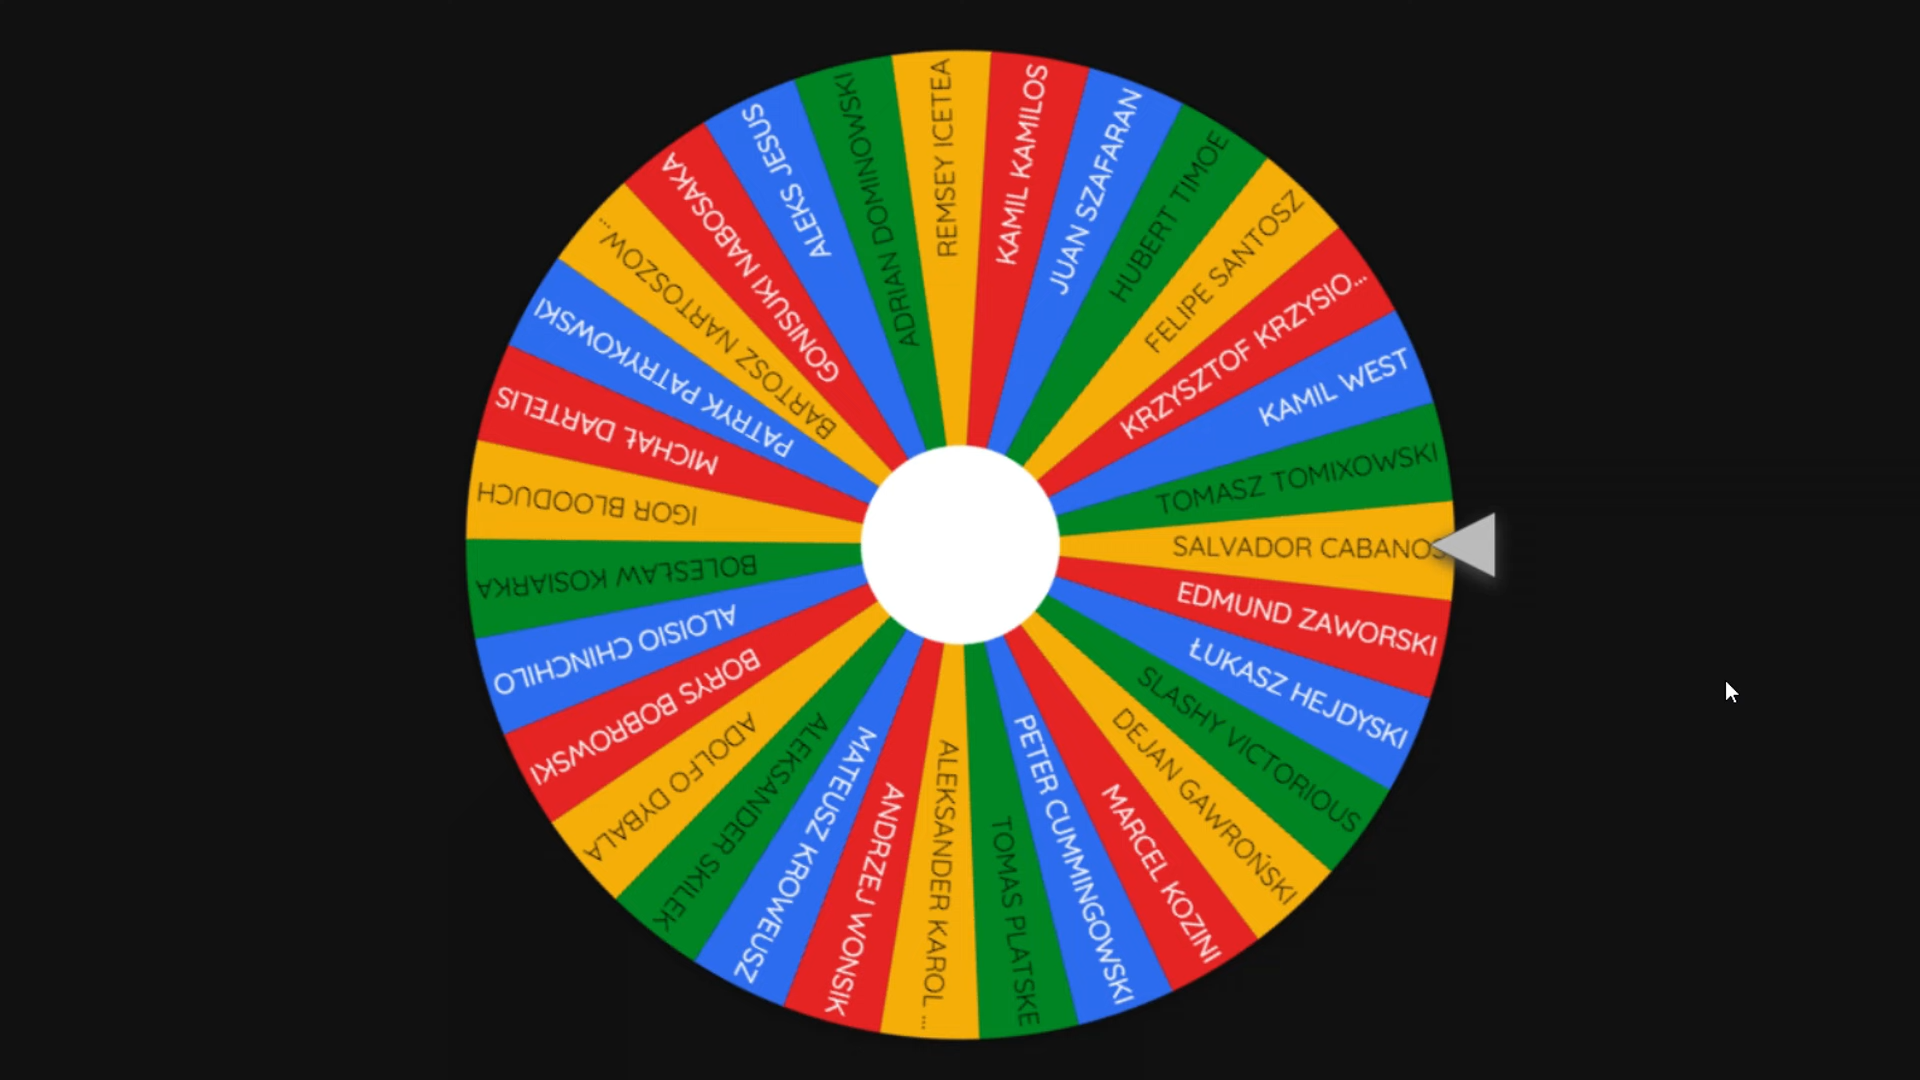 REMSEY ICETEA
KAMIL KAMILOS
JUAN SZAFARAN
HUBERT TIMOE
FELIPE SANTOSZ
KRZYSZTOF KRZYSIO...
KAMIL WEST
TOMASZ TOMIXOWSKI
SALVADOR CABANOS
EDMUND ZAWORSKI
ŁUKASZ HEJDYSKI
SLASHY VICTORIOUS
DEJAN GAWROŃSKI
MARCEL KOZINI
PETER CUMMINGOWSKI
TOMAS PLATSKE
ALEKSANDER KAROL ...
ANDRZEJ WONSIK
MATEUSZ KROWEUSZ
ALEKSANDER SKILEK
ADOLFO DYBALA
BORYS BOBROWSKI
ALOISIO CHINCHILO
BOLESŁAW KOSIARKA
IGOR BLOODUCH
MICHAŁ DARTELIS
PATRYK PATRYKOWSKI
BARTOSZ NARTOSZOW...
GONISUKI NABOSAKA
ALEKS JESUS
ADRIAN DOMINOWSKI